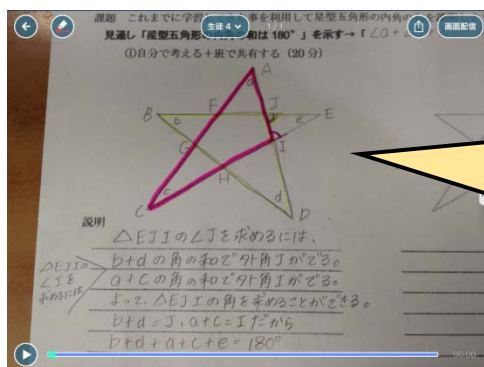 生徒 4
1/1
画面配信
課題 これまでに学習 事 を利用して星型五角形の内角の
見通し「星型五角形の 和は 180°」を示す→「∠a+∠
①自分で考える+班で共有する(20分)
A
a
B
b
F
J
e
E
G
I
H
c
C
d
D
説明
△EJIの∠Jを求めるには、
b+dの角の和で外角Jがでる。
△EJIの∠Iを求めるには
a+Cの角の和で外角Iがでる。
よって、△EJIの角を求めることができる。
b+d=J、a+C=Iだから
b+d+a+c+e=180°
00:00